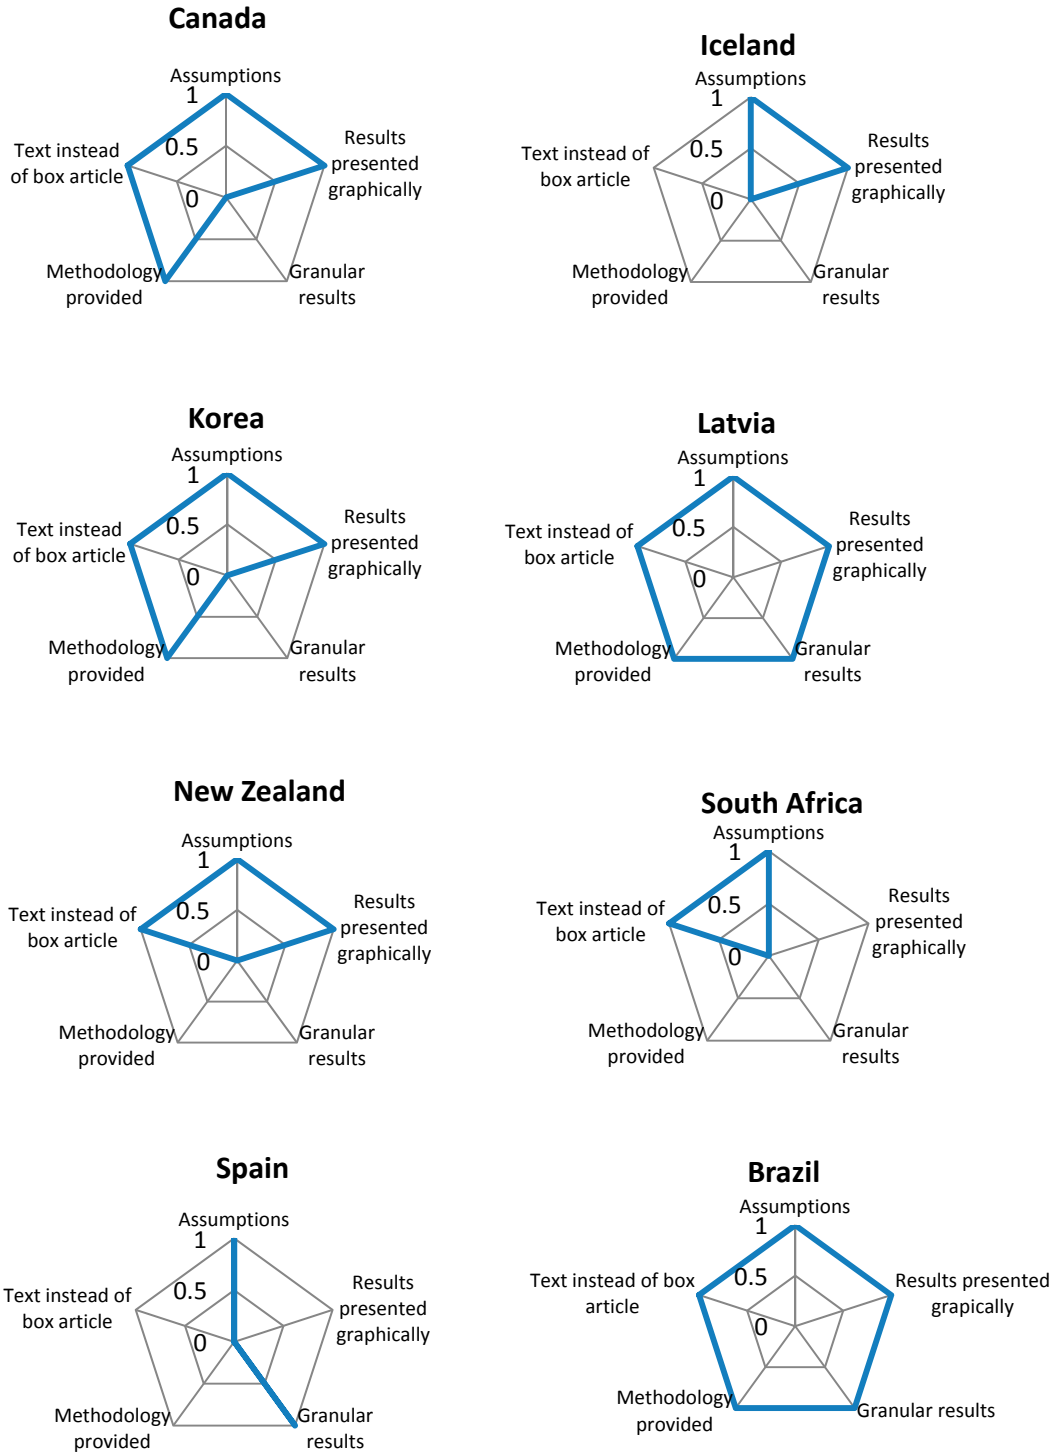 Canada
Assumptions
1
0.5
0
Results
presented
graphically
Text instead
of box article
Methodology
provided
Granular
results
Iceland
Assumptions
1
0.5
0
Results
presented
graphically
Text instead of
box article
Methodology
provided
Granular
results
Korea
Assumptions
1
0.5
0
Results
presented
graphically
Text instead
of box article
Methodology
provided
Granular
results
Latvia
Assumptions
1
0.5
0
Results
presented
graphically
Text instead of
box article
Methodology
provided
Granular
results
New Zealand
Assumptions
1
0.5
0
Results
presented
graphically
Text instead of
box article
Methodology
provided
Granular
results
South Africa
Assumptions
1
0.5
0
Results
presented
graphically
Text instead of
box article
Methodology
provided
Granular
results
Spain
Assumptions
1
0.5
0
Results
presented
graphically
Text instead of
box article
Methodology
provided
Granular
results
Brazil
Assumptions
1
0.5
0
Results presented
grapically
Text instead of box
article
Methodology
provided
Granular results